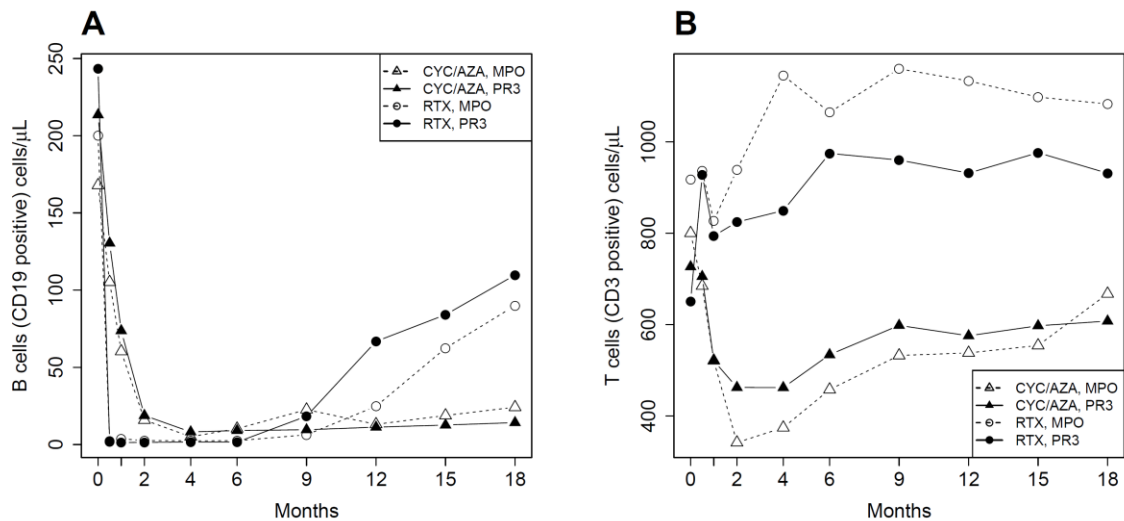 A
B cells (CD19 positive) cells/μL
250
200
150
100
50
0
CYC/AZA, MPO
CYC/AZA, PR3
RTX, MPO
RTX, PR3
0 2 4 6 9 12 15 18
Months
B
T cells (CD3 positive) cells/μL
1000
800
600
400
CYC/AZA, MPO
CYC/AZA, PR3
RTX, MPO
RTX, PR3
0 2 4 6 9 12 15 18
Months